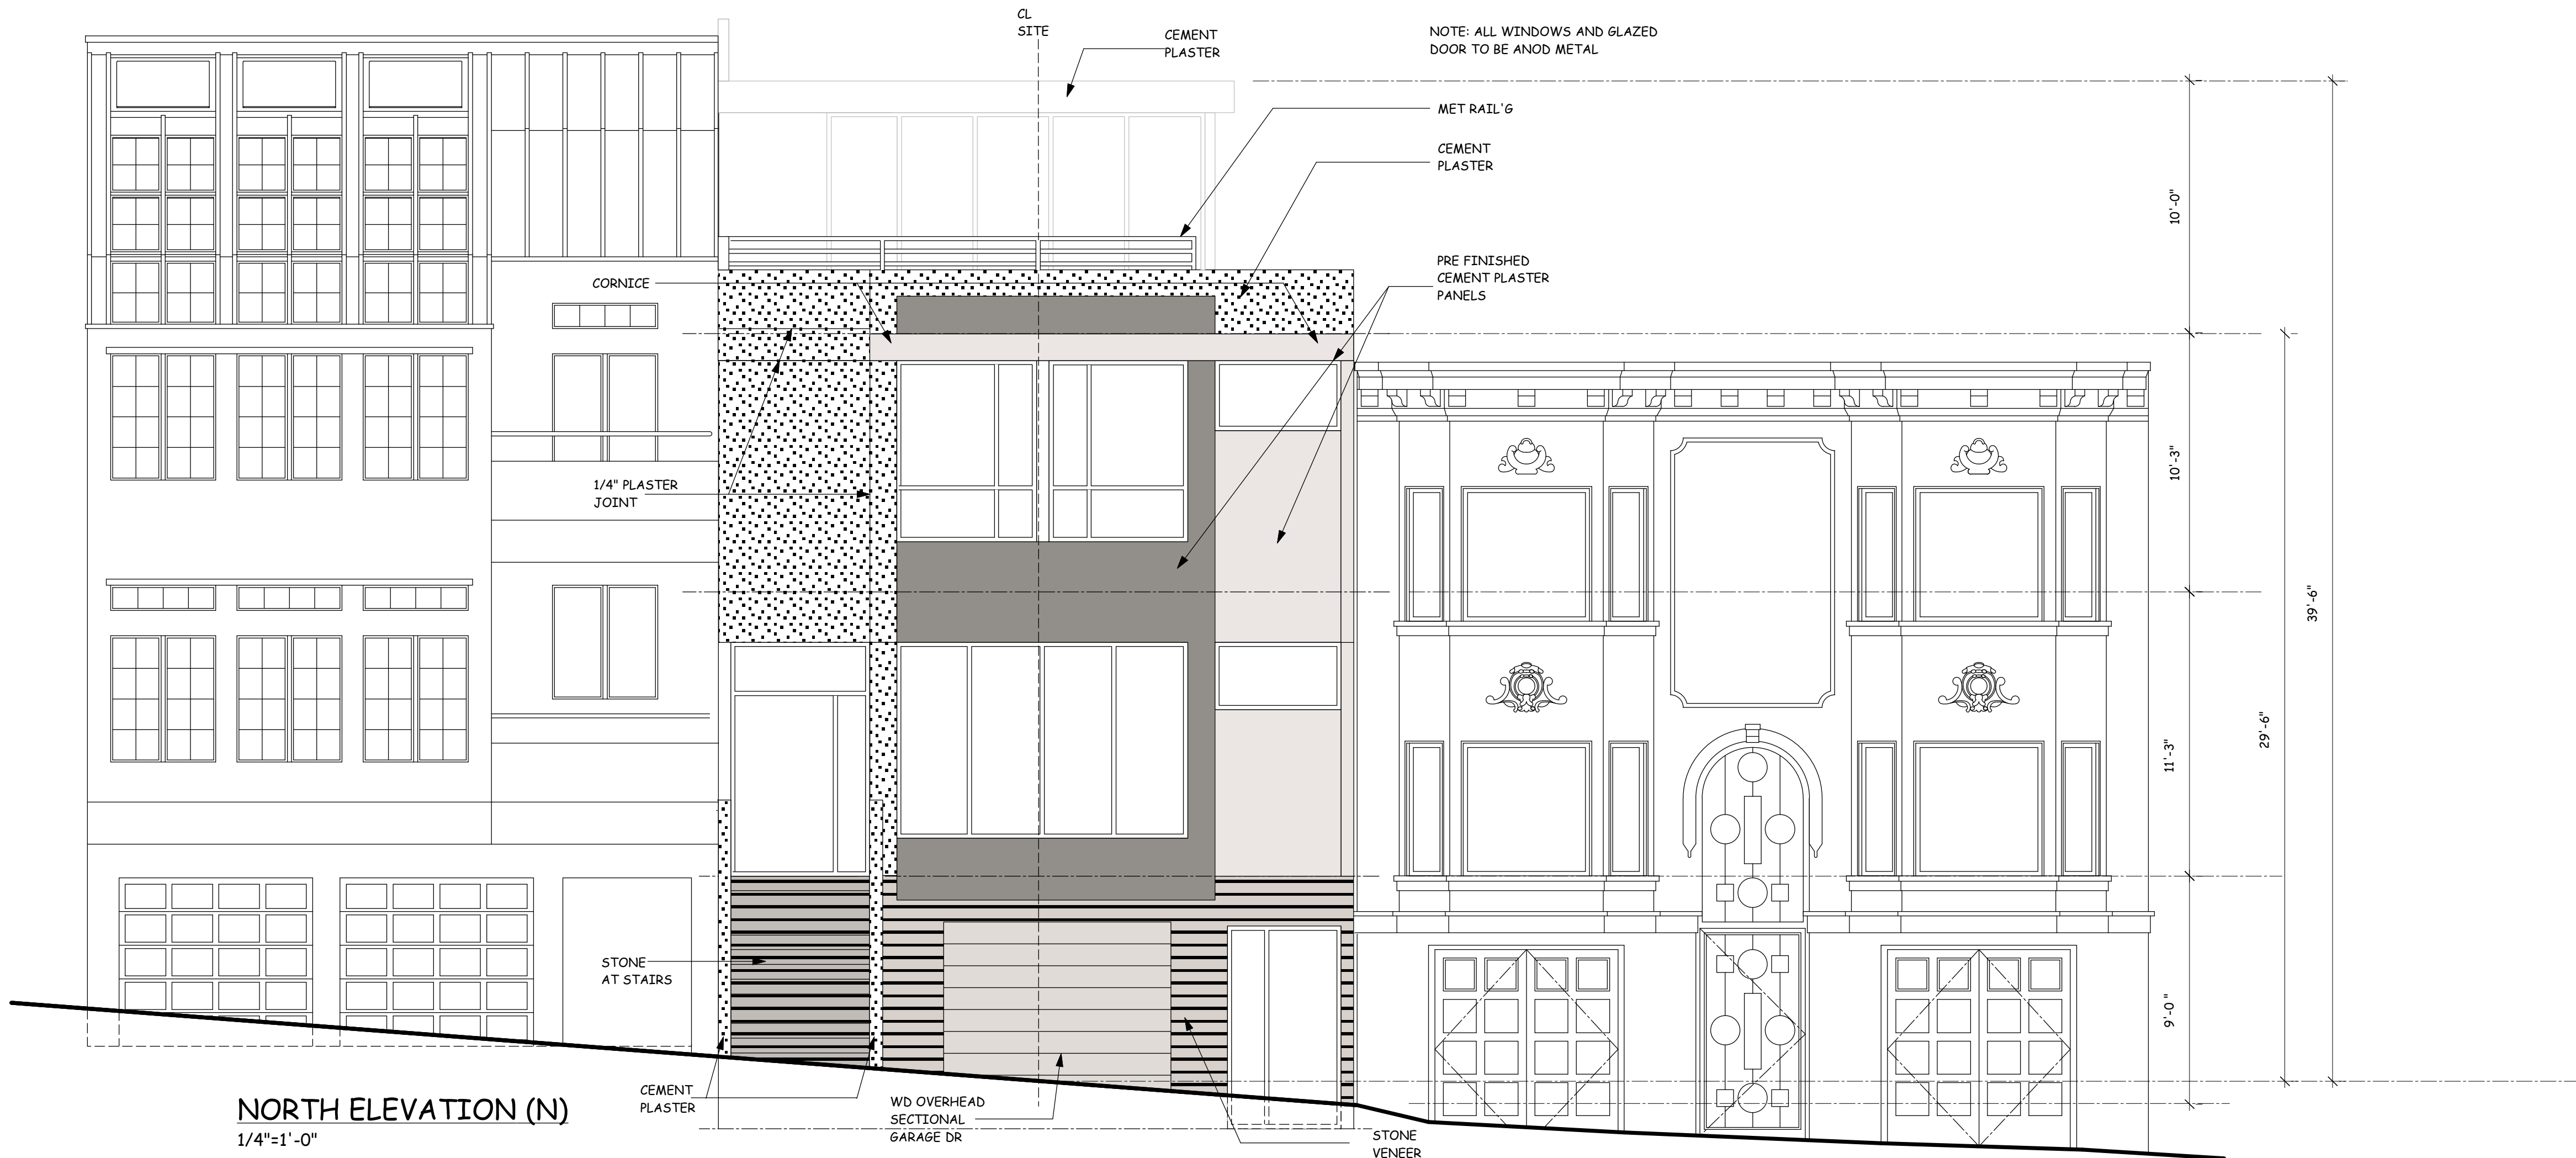 CL
SITE
CEMENT
PLASTER
NOTE: ALL WINDOWS AND GLAZED
DOOR TO BE ANOD METAL
MET RAIL'G
CEMENT
PLASTER
10'-0"
PRE FINISHED
CEMENT PLASTER
PANELS
CORNICE
10'-3"
1/4" PLASTER
JOINT
39'-6"
29'-6"
11'-3"
STONE
AT STAIRS
9'-0"
CEMENT
PLASTER
WD OVERHEAD
SECTIONAL
GARAGE DR
STONE
VENEER
NORTH ELEVATION (N)
1/4"=1'-0"